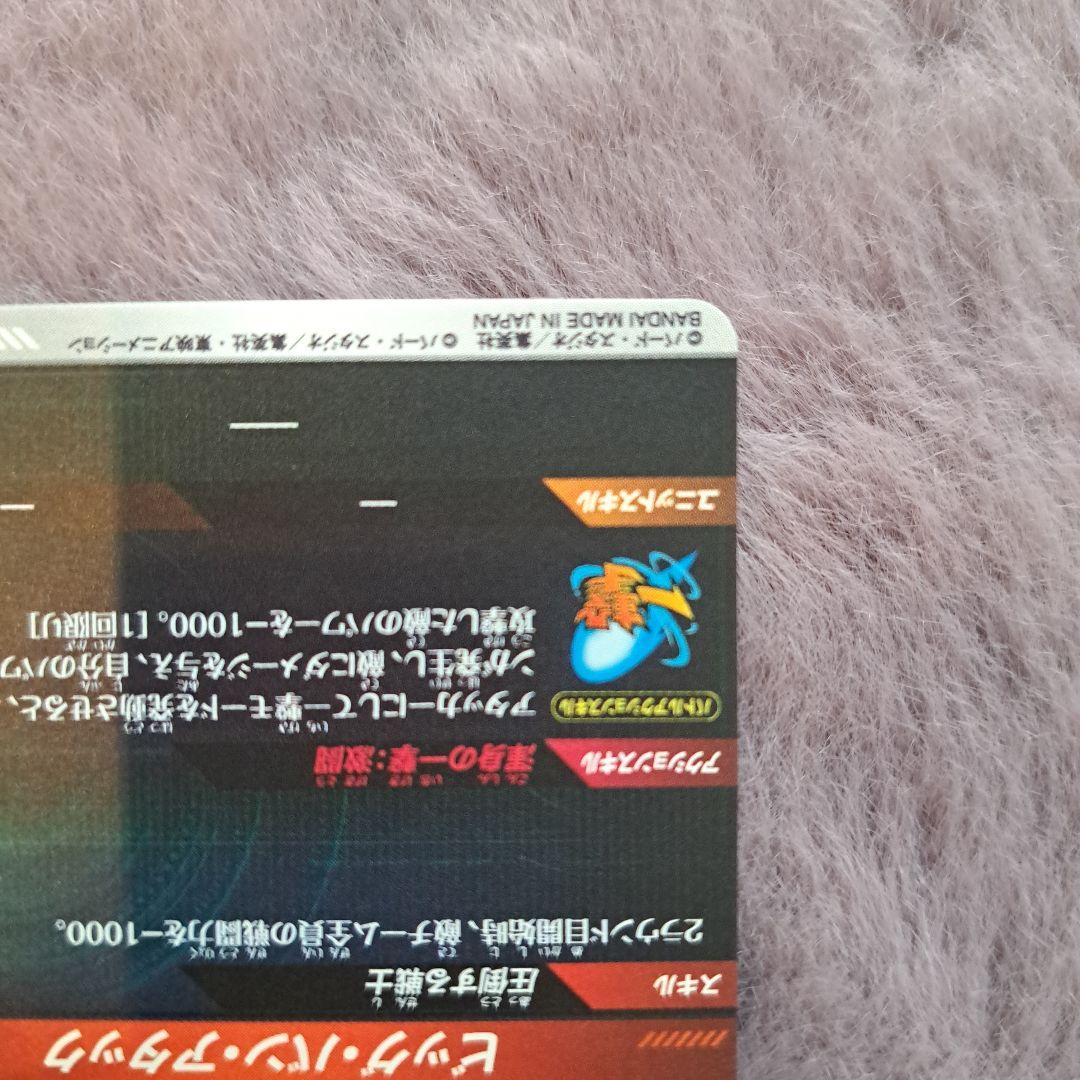 ビッグ・バン・アタック
スキル 圧倒する戦士
2ラウンド目開始時、敵チーム全員の戦闘力を-1000。
アクションスキル 渾身の一撃:激闘
バトルアクションスキル
一撃
アタッカーにして一撃モードを発動させると、
ンが発生し、敵にダメージを与え、自分のパワ
攻撃した敵のパワーを-1000。[1回限り]
ユニットスキル — —
—
©バード・スタジオ/集英社 ©バード・スタジオ/集英社・東映アニメーション
BANDAI MADE IN JAPAN